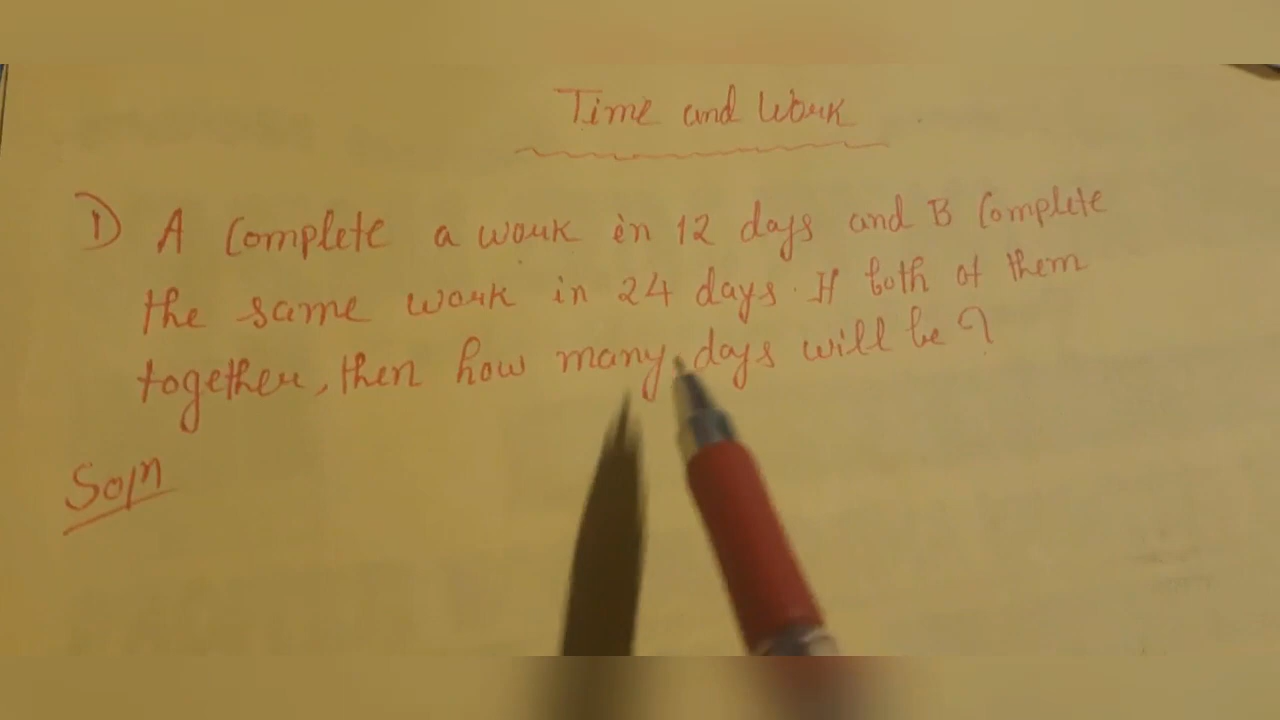 Time and Work
1) A Complete a work in 12 days and B Complete
the same work in 24 days. If both of them
together, then how many days will be ?
Soln